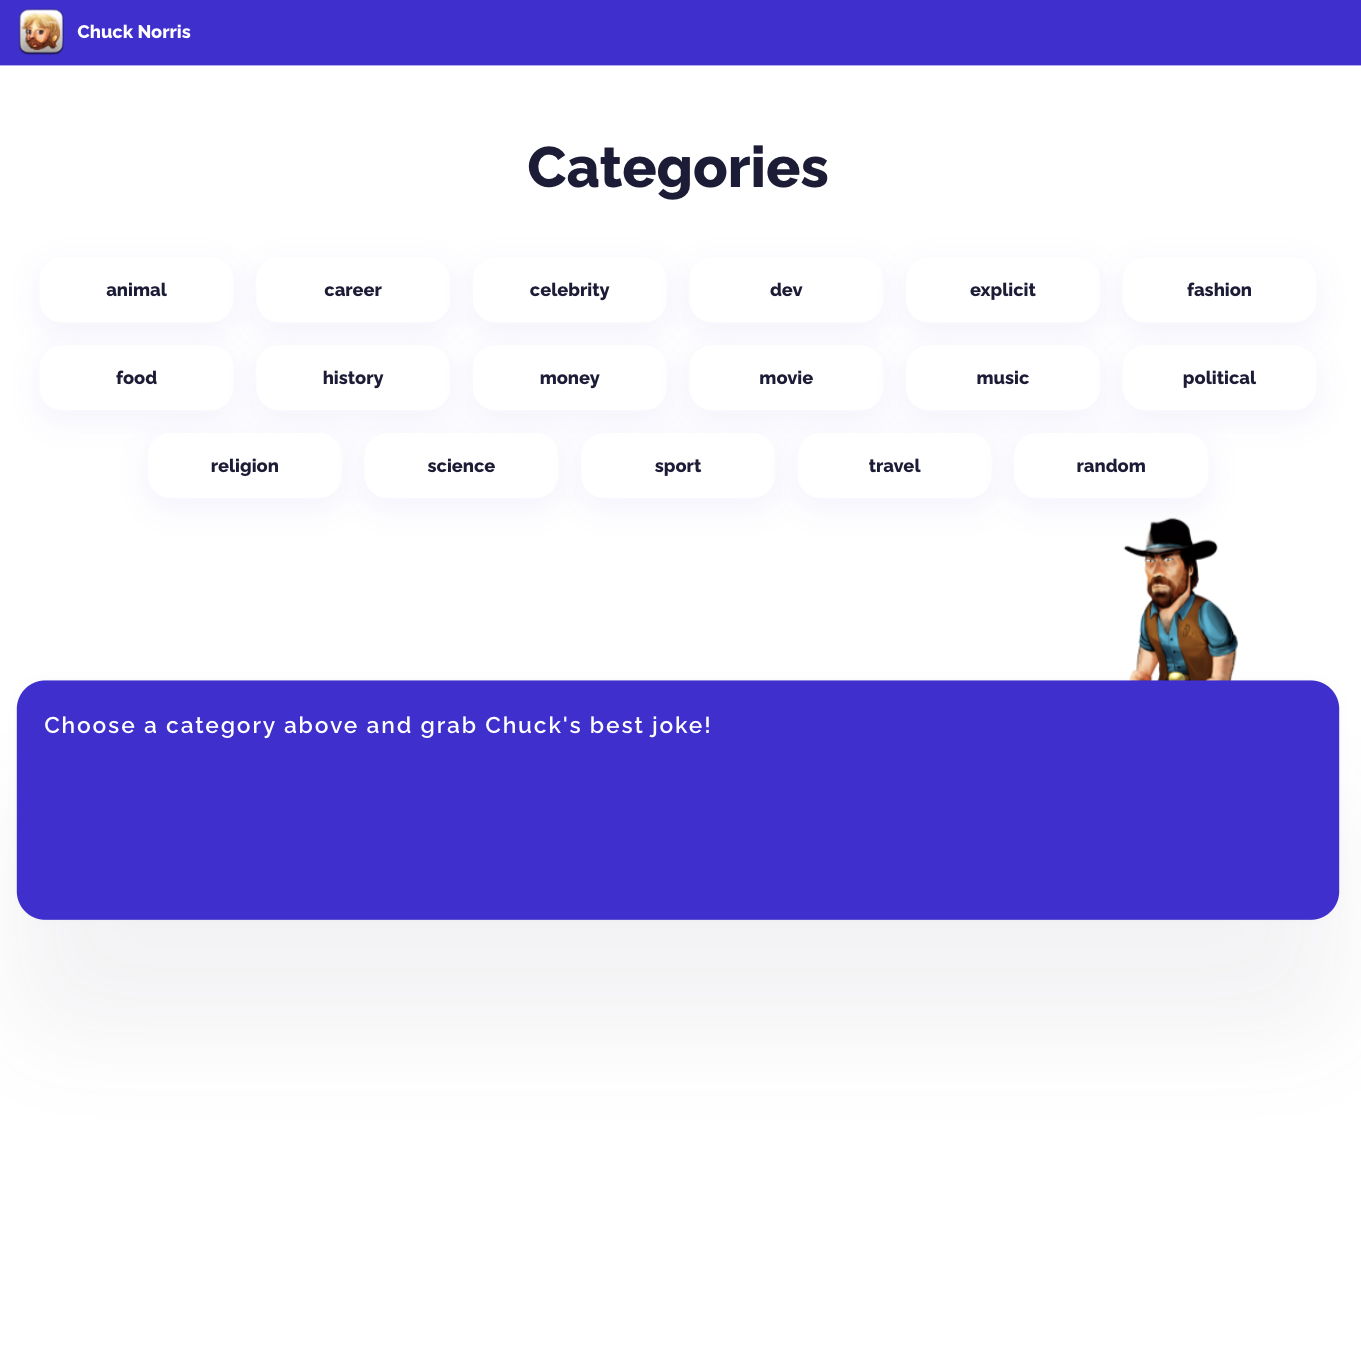 Chuck Norris
Categories
animal career celebrity dev explicit fashion
food history money movie music political
religion science sport travel random
Choose a category above and grab Chuck's best joke!